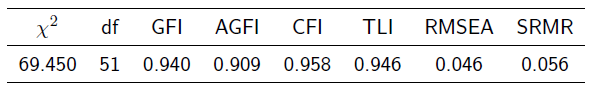 χ² df GFI AGFI CFI TLI RMSEA SRMR
69.450 51 0.940 0.909 0.958 0.946 0.046 0.056